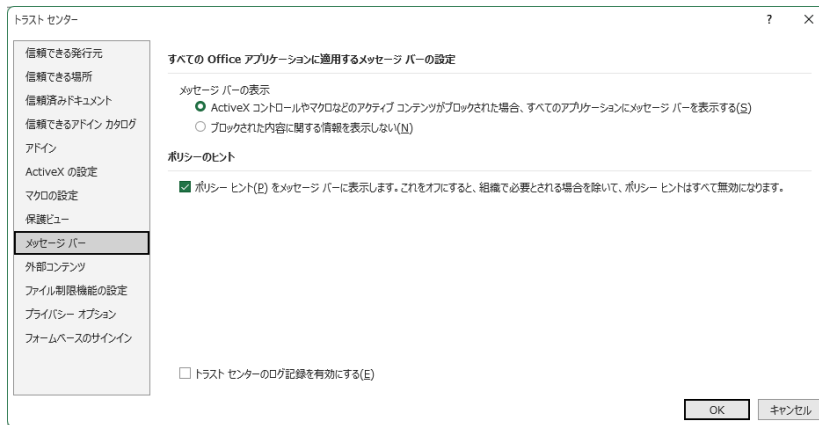 トラスト センター
? ×
信頼できる発行元
信頼できる場所
信頼済みドキュメント
信頼できるアドイン カタログ
アドイン
ActiveX の設定
マクロの設定
保護ビュー
メッセージ バー
外部コンテンツ
ファイル制限機能の設定
プライバシー オプション
フォームベースのサインイン
すべての Office アプリケーションに適用するメッセージ バーの設定
メッセージ バーの表示
ActiveX コントロールやマクロなどのアクティブ コンテンツがブロックされた場合、すべてのアプリケーションにメッセージ バーを表示する(S)
ブロックされた内容に関する情報を表示しない(N)
ポリシーのヒント
ポリシー ヒント(P) をメッセージ バーに表示します。これをオフにすると、組織で必要とされる場合を除いて、ポリシー ヒントはすべて無効になります。
トラスト センターのログ記録を有効にする(E)
OK
キャンセル